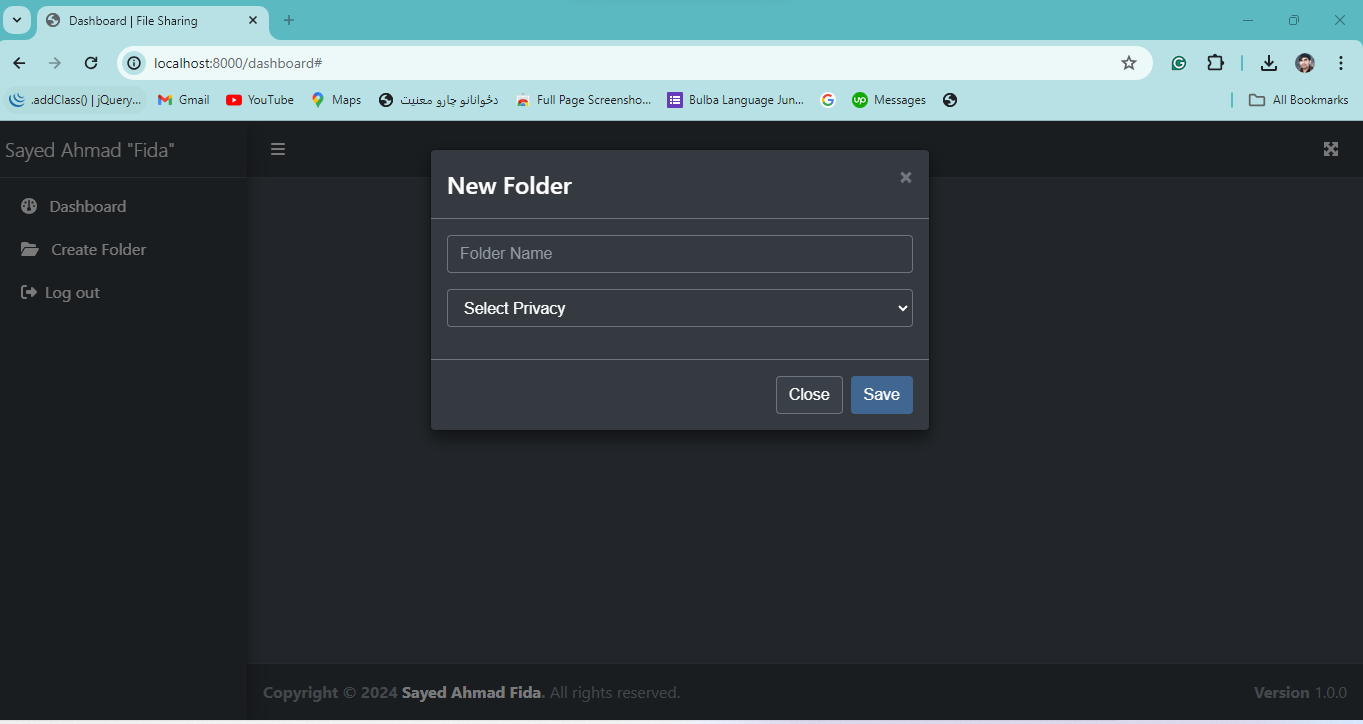 Dashboard | File Sharing
localhost:8000/dashboard#
.addClass() | jQuery... Gmail YouTube Maps دځوانانو چارو معنیت Full Page Screensho... Bulba Language Jun... Messages All Bookmarks
Sayed Ahmad "Fida"
Dashboard
Create Folder
Log out
New Folder
Folder Name
Select Privacy
Close Save
Copyright © 2024 Sayed Ahmad Fida. All rights reserved. Version 1.0.0